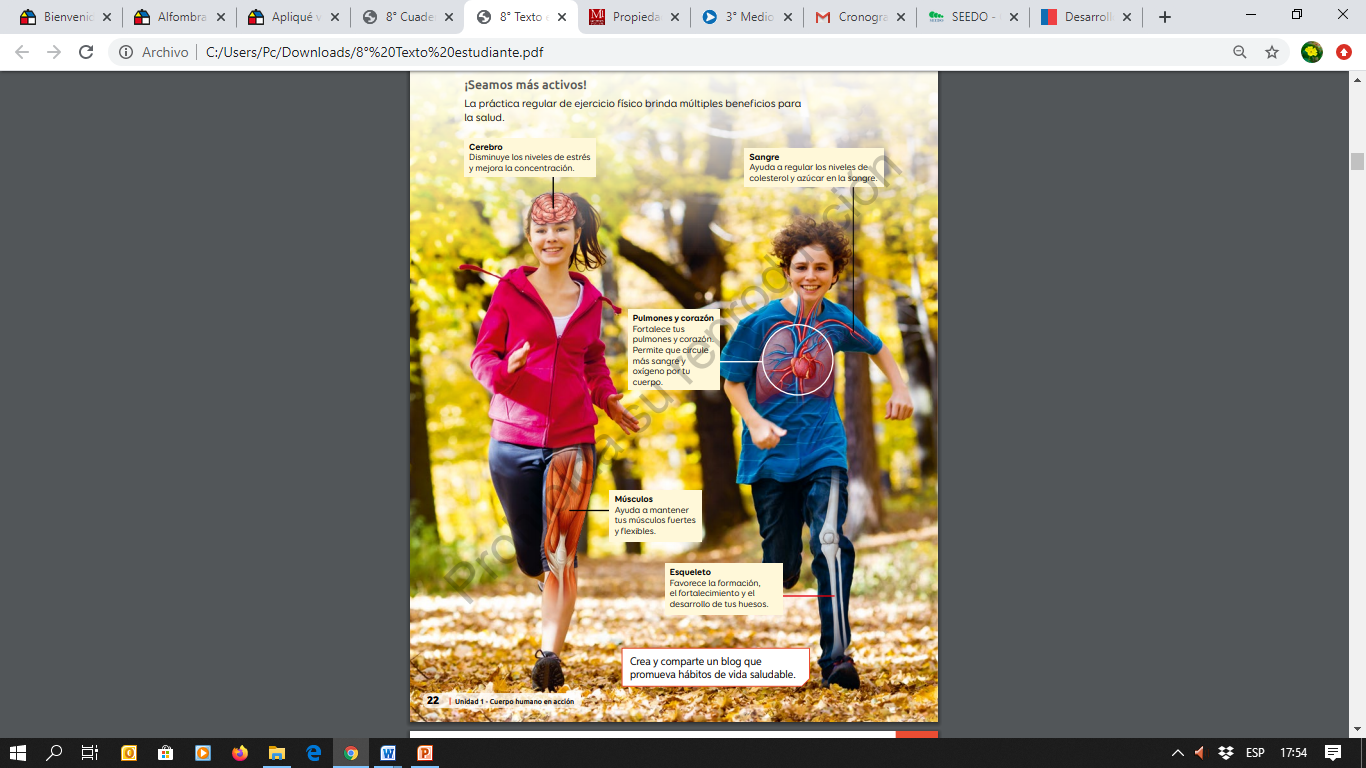 Bienvenid
Alfombra
Apliqué v
8° Cuade
8° Texto e
Propieda
3° Medio
Cronogra
SEEDO - 
Desarroll
Archivo
C:/Users/Pc/Downloads/8°%20Texto%20estudiante.pdf
¡Seamos más activos!
La práctica regular de ejercicio físico brinda múltiples beneficios para
la salud.
Cerebro
Disminuye los niveles de estrés
y mejora la concentración.
Sangre
Ayuda a regular los niveles de
colesterol y azúcar en la sangre.
Pulmones y corazón
Fortalece tus
pulmones y corazón.
Permite que circule
más sangre y
oxígeno por tu
cuerpo.
Músculos
Ayuda a mantener
tus músculos fuertes
y flexibles.
Esqueleto
Favorece la formación,
el fortalecimiento y el
desarrollo de tus huesos.
Crea y comparte un blog que
promueva hábitos de vida saludable.
22
Unidad 1 - Cuerpo humano en acción
su reproducción
ESP
17:54